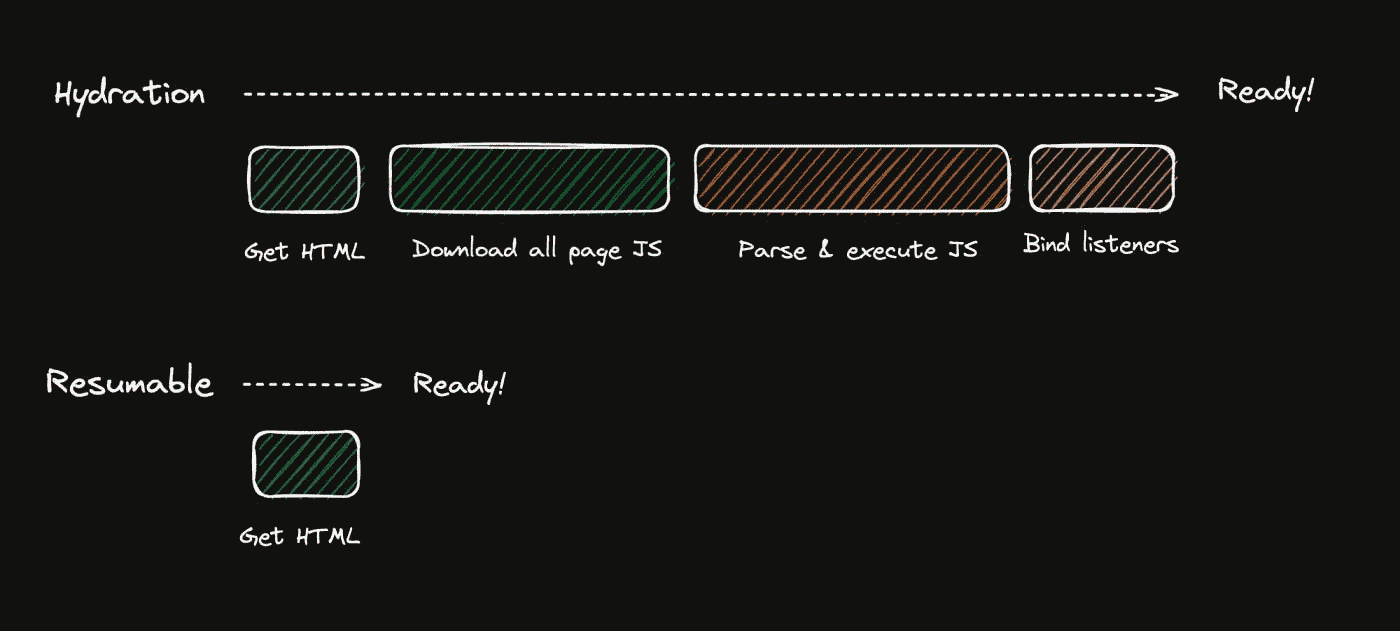 Hydration
Ready!
Get HTML
Download all page JS
Parse & execute JS
Bind listeners
Resumable
Ready!
Get HTML